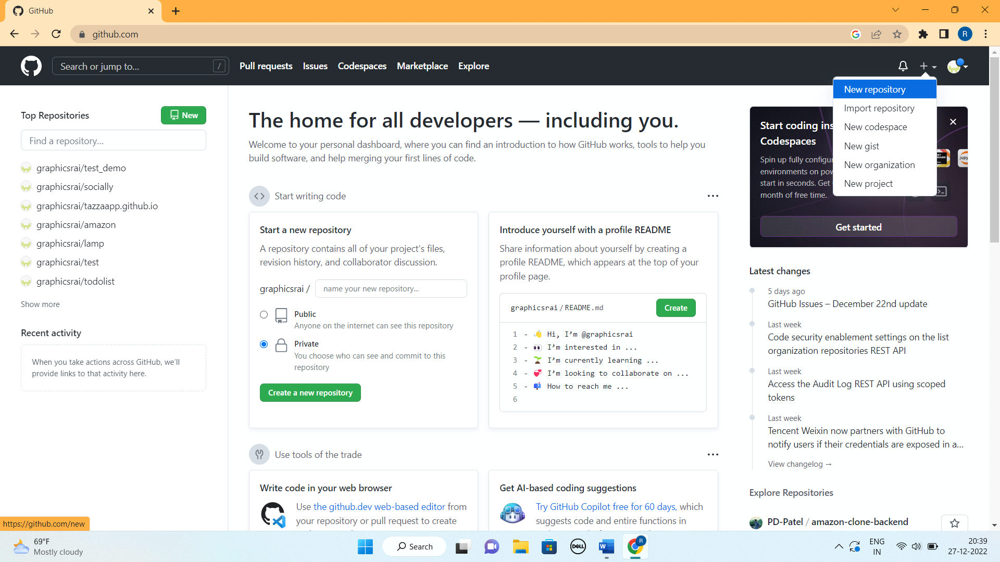 GitHub
github.com
R
Search or jump to...
/
Pull requests
Issues
Codespaces
Marketplace
Explore
New repository
Import repository
New codespace
New gist
New organization
New project
Top Repositories
New
Find a repository...
graphicsrai/test_demo
graphicsrai/socially
graphicsrai/tazzaapp.github.io
graphicsrai/amazon
graphicsrai/lamp
graphicsrai/test
graphicsrai/todolist
Show more
Recent activity
When you take actions across GitHub, we'll
provide links to that activity here.
The home for all developers — including you.
Welcome to your personal dashboard, where you can find an introduction to how GitHub works, tools to help you
build software, and help merging your first lines of code.
Start writing code
Start a new repository
A repository contains all of your project's files,
revision history, and collaborator discussion.
graphicsrai /
name your new repository...
Public
Anyone on the internet can see this repository
Private
You choose who can see and commit to this
repository
Create a new repository
Introduce yourself with a profile README
Share information about yourself by creating a
profile README, which appears at the top of your
profile page.
graphicsrai / README.md
Create
1 - 👋 Hi, I'm @graphicsrai
2 - 👀 I'm interested in ...
3 - 🌱 I'm currently learning ...
4 - 💞️ I'm looking to collaborate on ...
5 - 📫 How to reach me ...
6
Use tools of the trade
Write code in your web browser
Use the github.dev web-based editor from
your repository or pull request to create
Get AI-based coding suggestions
Try GitHub Copilot free for 60 days, which
suggests code and entire functions in
Start coding ins
Codespaces
Spin up fully configu
environments on pow
start in seconds. Get
month of free time.
Get started
Latest changes
5 days ago
GitHub Issues – December 22nd update
Last week
Code security enablement settings on the list
organization repositories REST API
Last week
Access the Audit Log REST API using scoped
tokens
Last week
Tencent Weixin now partners with GitHub to
notify users if their credentials are exposed in a...
View changelog →
Explore Repositories
PD-Patel / amazon-clone-backend
https://github.com/new
69°F
Mostly cloudy
Search
DELL
W
R
ENG
IN
20:39
27-12-2022